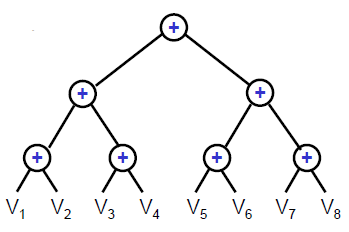 +
+ +
+ + + +
V₁ V₂ V₃ V₄ V₅ V₆ V₇ V₈